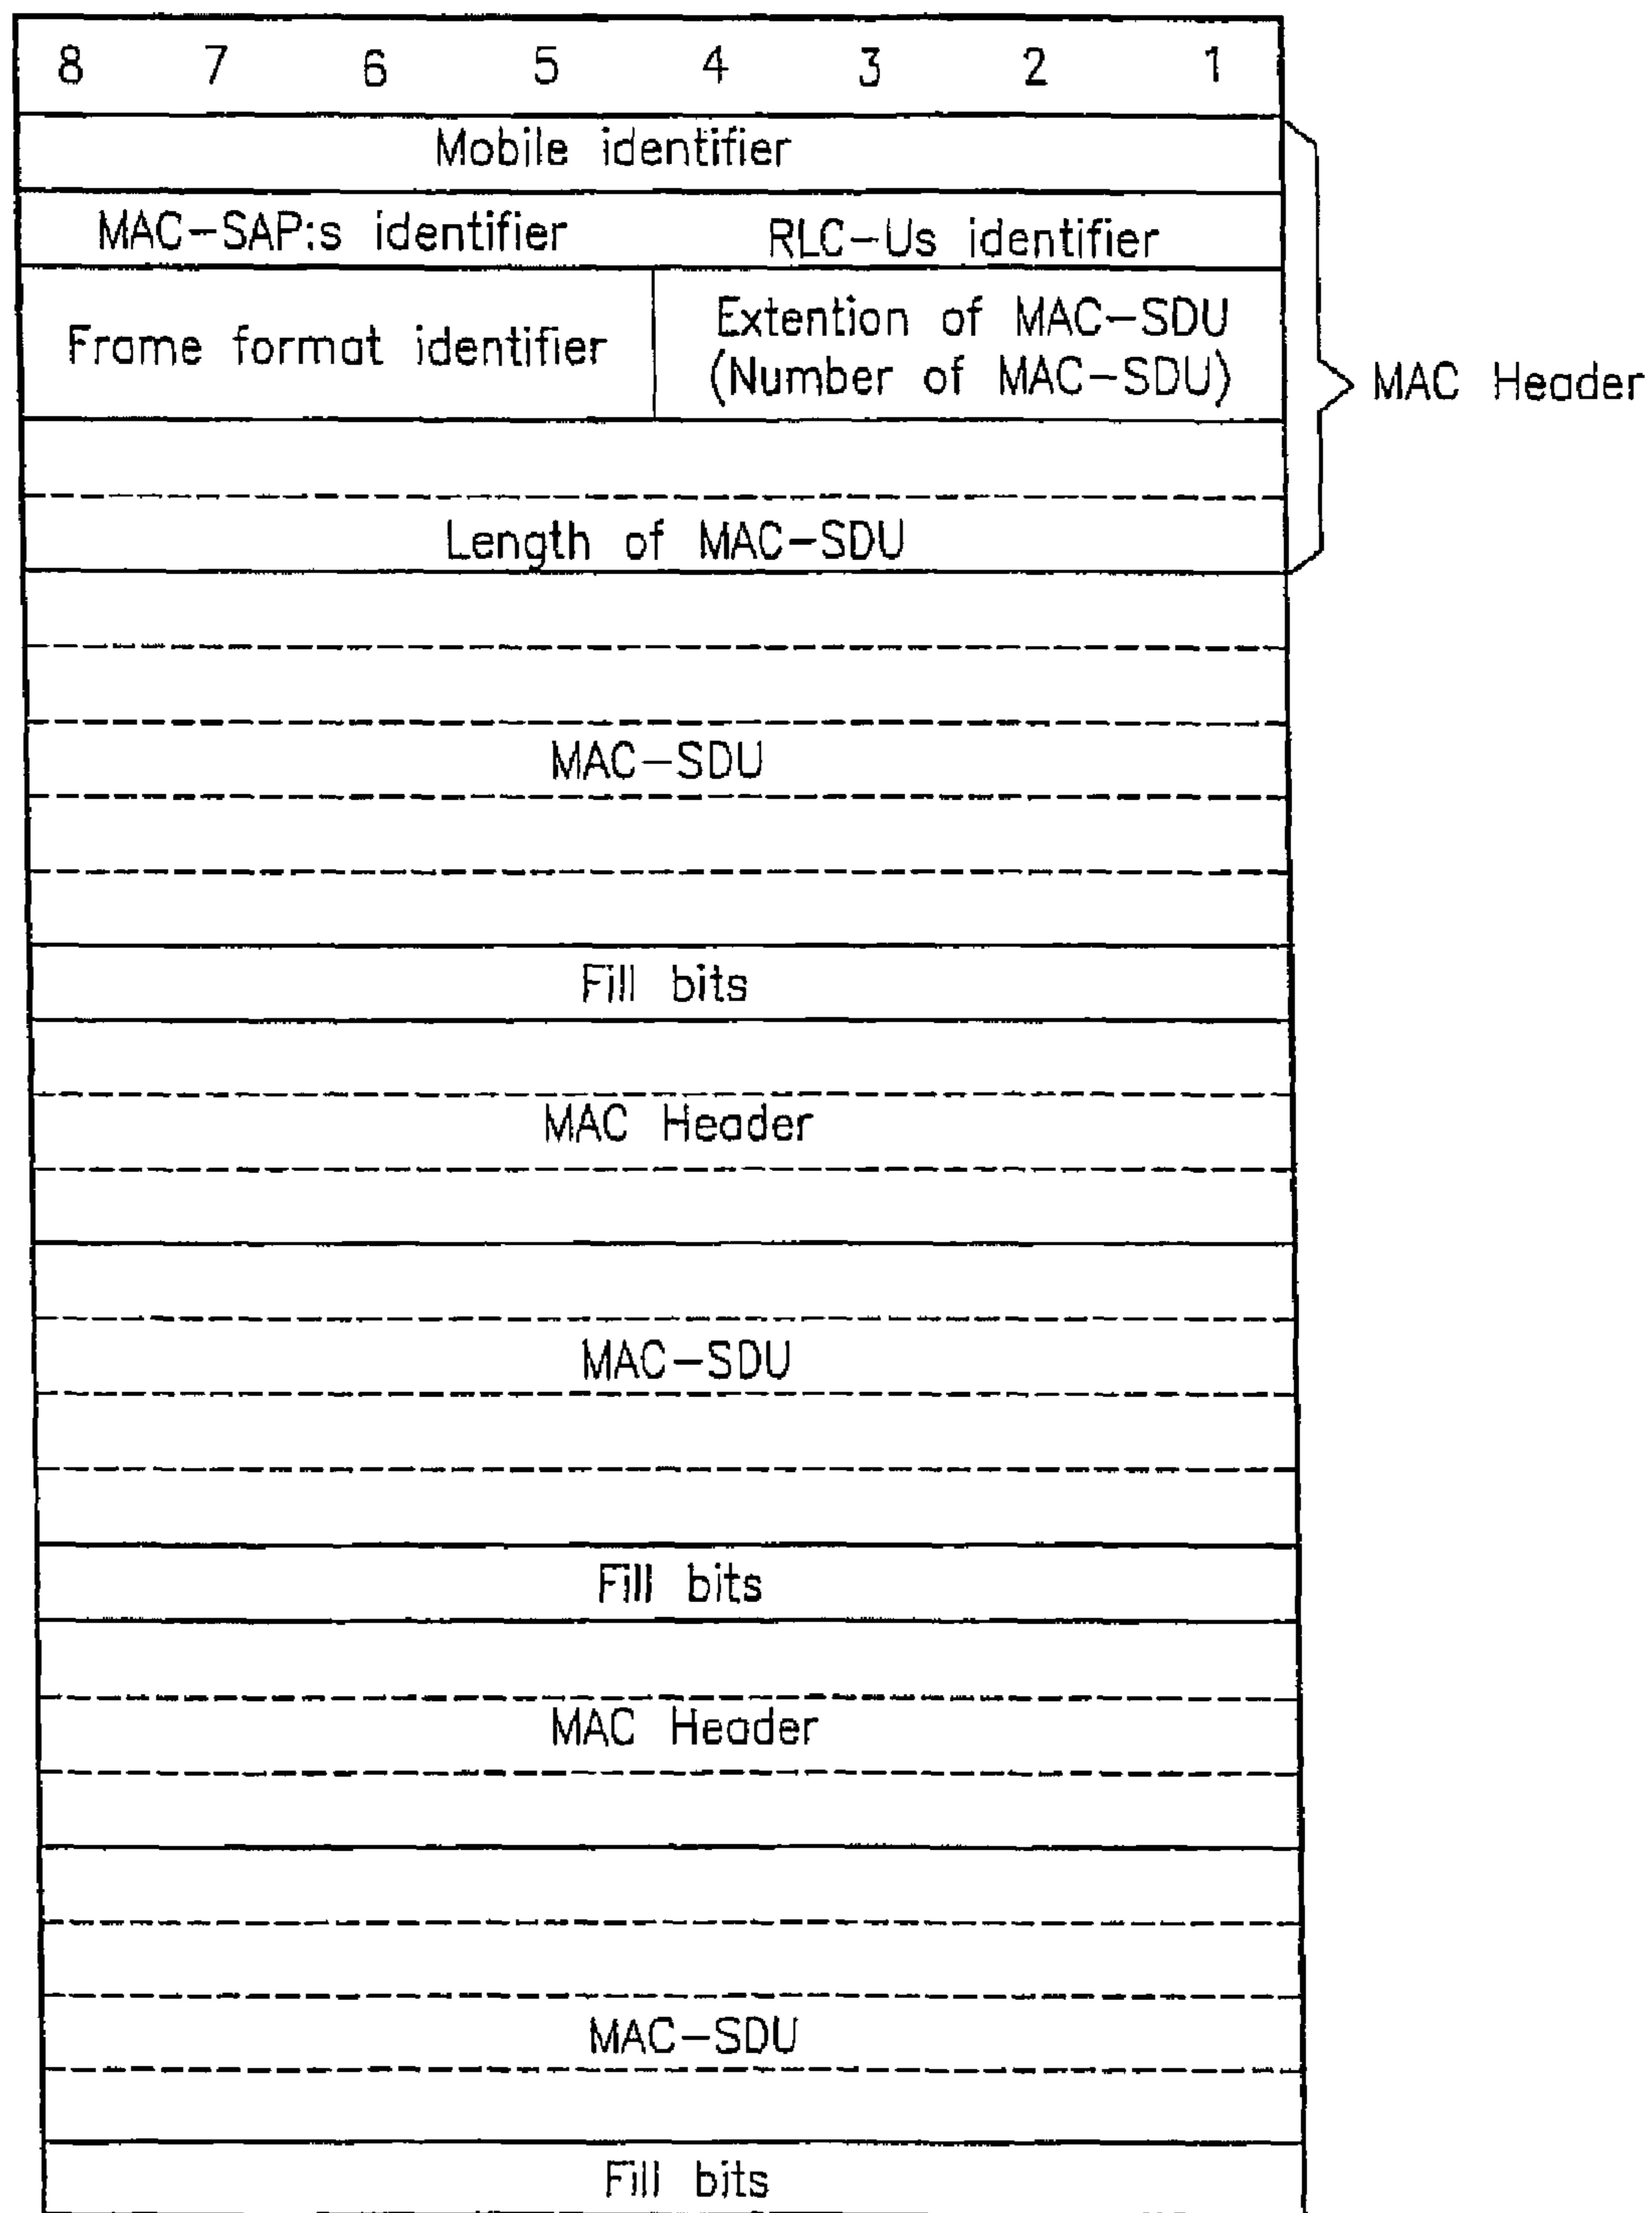 8 7 6 5 4 3 2 1
Mobile identifier
MAC-SAP:s identifier RLC-Us identifier
Frame format identifier
Extention of MAC-SDU
(Number of MAC-SDU)
MAC Header
Length of MAC-SDU
MAC-SDU
Fill bits
MAC Header
MAC-SDU
Fill bits
MAC Header
MAC-SDU
Fill bits